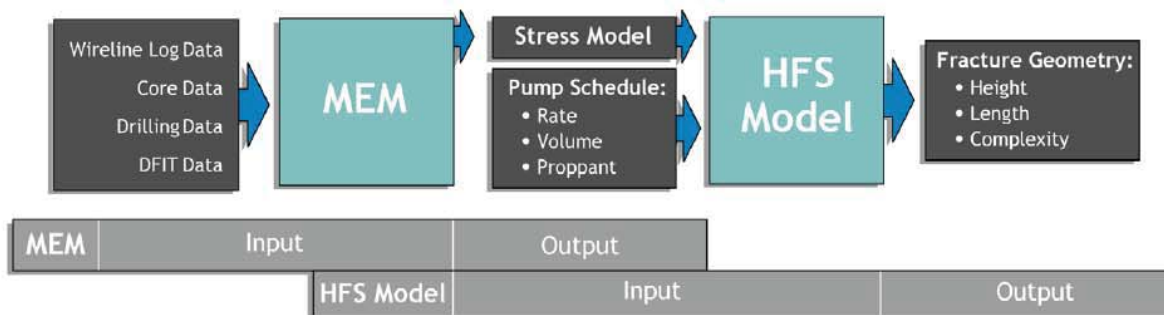 Wireline Log Data
Core Data
Drilling Data
DFIT Data
MEM
Stress Model
Pump Schedule:
• Rate
• Volume
• Proppant
HFS
Model
Fracture Geometry:
• Height
• Length
• Complexity
MEM Input Output
HFS Model Input Output